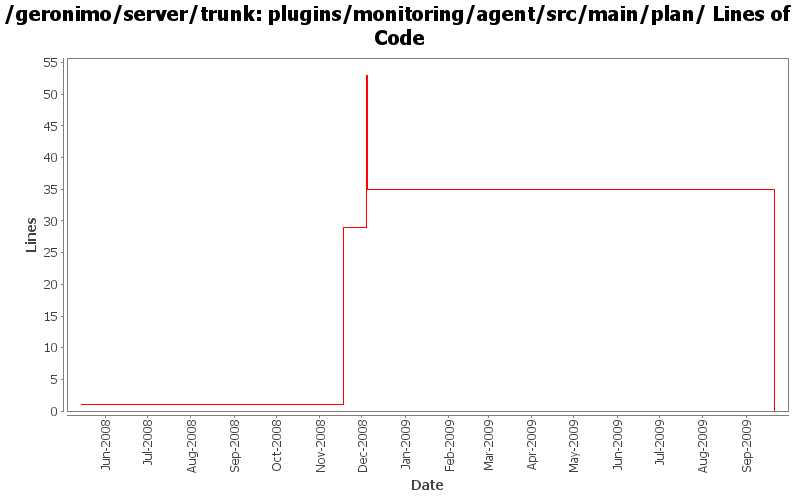 /geronimo/server/trunk: plugins/monitoring/agent/src/main/plan/ Lines of
Code
55
50
45
40
35
30
25
20
15
10
5
0
Lines
Jun-2008
Jul-2008
Aug-2008
Sep-2008
Oct-2008
Nov-2008
Dec-2008
Jan-2009
Feb-2009
Mar-2009
Apr-2009
May-2009
Jun-2009
Jul-2009
Aug-2009
Sep-2009
Date